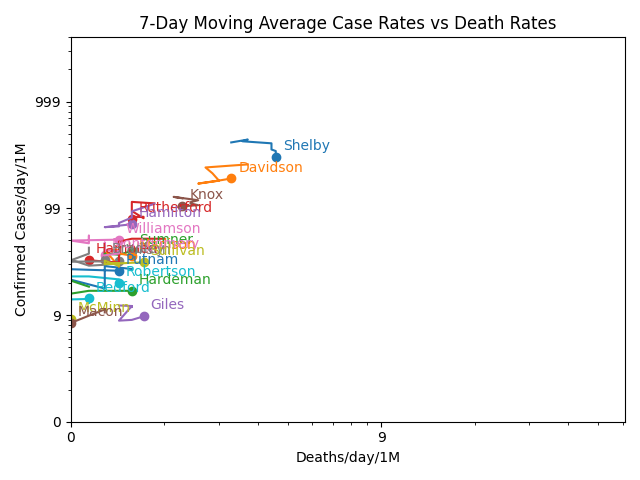 7-Day Moving Average Case Rates vs Death Rates
Confirmed Cases/day/1M
999
99
9
0
Shelby
Davidson
Knox
Rutherford
Hamilton
Williamson
Sumner
Sullivan
Putnam
Robertson
Hardeman
Bedford
Giles
McMinn
Macon
0
9
Deaths/day/1M